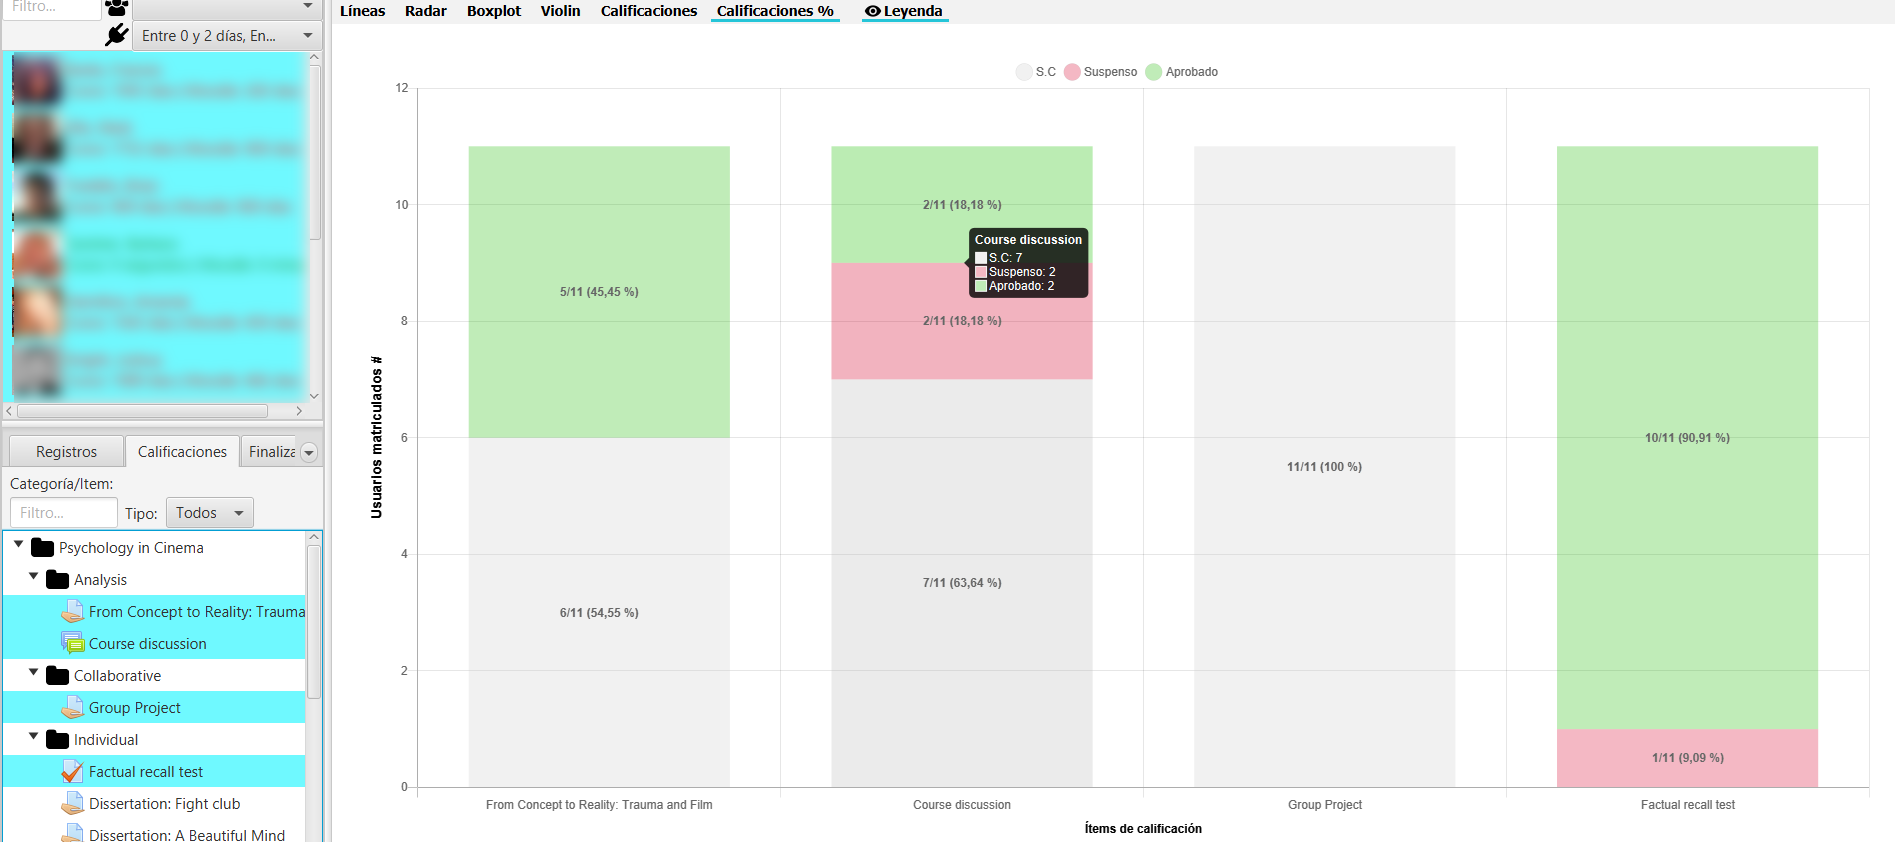 Filtro...
Entre 0 y 2 días, En...
Registros
Calificaciones
Finaliza
Categoría/Item:
Filtro...
Tipo:
Todos
Psychology in Cinema
Analysis
From Concept to Reality: Trauma
Course discussion
Collaborative
Group Project
Individual
Factual recall test
Dissertation: Fight club
Dissertation: A Beautiful Mind
Líneas Radar Boxplot Violin Calificaciones Calificaciones % Leyenda
S.C Suspenso Aprobado
12
10
8
6
4
2
0
Usuarios matriculados #
5/11 (45,45 %)
6/11 (54,55 %)
2/11 (18,18 %)
Course discussion
S.C: 7
Suspenso: 2
Aprobado: 2
2/11 (18,18 %)
7/11 (63,64 %)
11/11 (100 %)
10/11 (90,91 %)
1/11 (9,09 %)
From Concept to Reality: Trauma and Film
Course discussion
Group Project
Factual recall test
Ítems de calificación